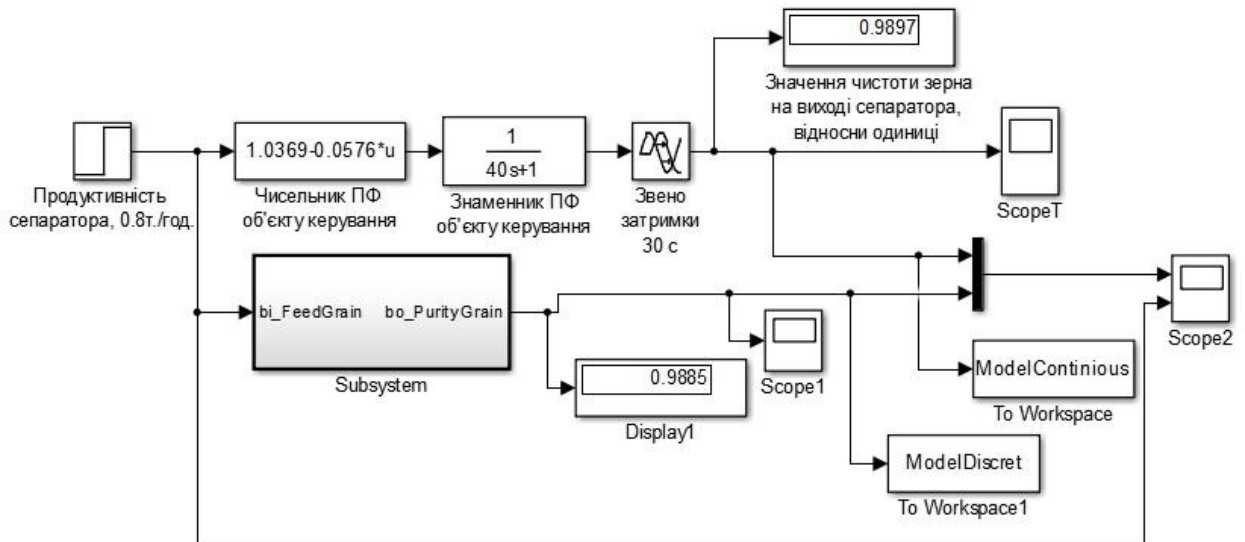 0.9897
Значення чистоти зерна
на виході сепаратора,
відносни одиниці
1.0369-0.0576*u
1
40s+1
Продуктивність
сепаратора, 0.8т./год.
Чисельник ПФ
об'єкту керування
Знаменник ПФ
об'єкту керування
Звено
затримки
30 с
ScopeT
bi_FeedGrain
bo_PurityGrain
Subsystem
0.9885
Display1
Scope1
Scope2
ModelContinious
To Workspace
ModelDiscret
To Workspace1